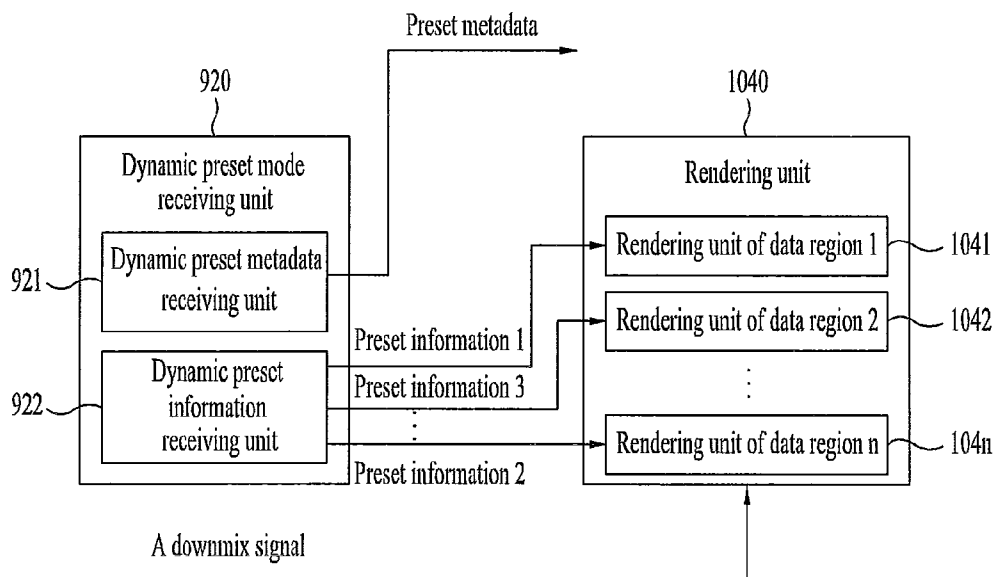 Preset metadata
920
1040
Dynamic preset mode
receiving unit
Rendering unit
921
Dynamic preset metadata
receiving unit
Rendering unit of data region 1
1041
Rendering unit of data region 2
1042
Preset information 1
922
Dynamic preset
information
receiving unit
Preset information 3
Preset information 2
Rendering unit of data region n
104n
A downmix signal